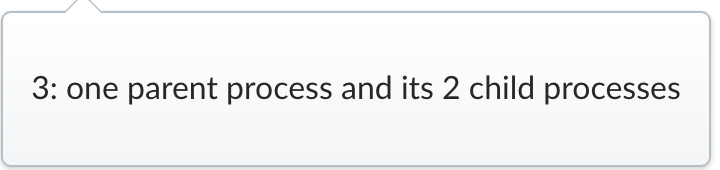 3: one parent process and its 2 child processes